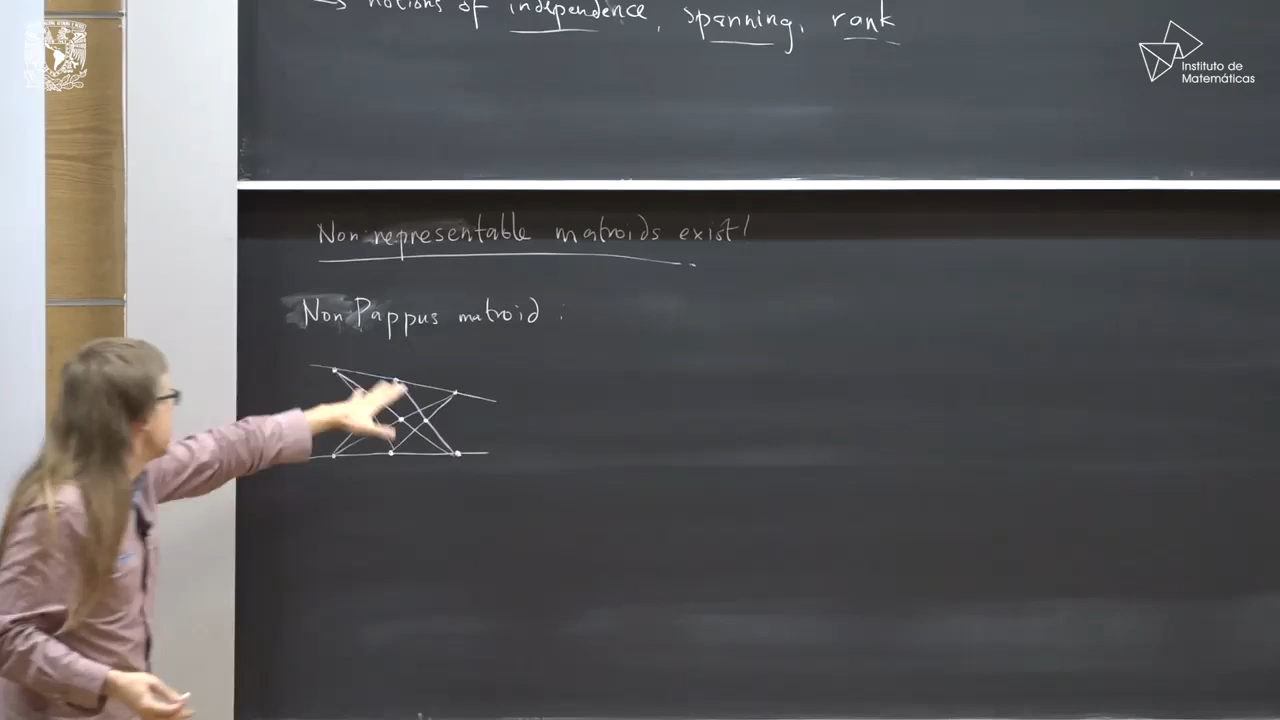 → notions of independence, spanning, rank
Instituto de
Matemáticas
Non-representable matroids exist!
Non-Pappus matroid :